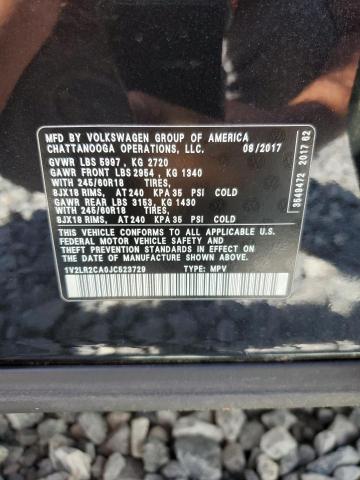 MFD BY VOLKSWAGEN GROUP OF AMERICA
CHATTANOOGA OPERATIONS, LLC. 08/2017
GVWR LBS 5997 , KG 2720
GAWR FRONT LBS 2954 , KG 1340
WITH 245/60R18 TIRES,
8JX18 RIMS, AT 240 KPA 35 PSI COLD
GAWR REAR LBS 3153, KG 1430
WITH 245/60R18 TIRES,
8JX18 RIMS, AT 240 KPA 35 PSI COLD
THIS VEHICLE CONFORMS TO ALL APPLICABLE U.S.
FEDERAL MOTOR VEHICLE SAFETY AND
THEFT PREVENTION STANDARDS IN EFFECT ON THE
DATE OF MANUFACTURE SHOWN ABOVE.
1V2LR2CA0JC523729 TYPE: MPV
3549472 2017 62